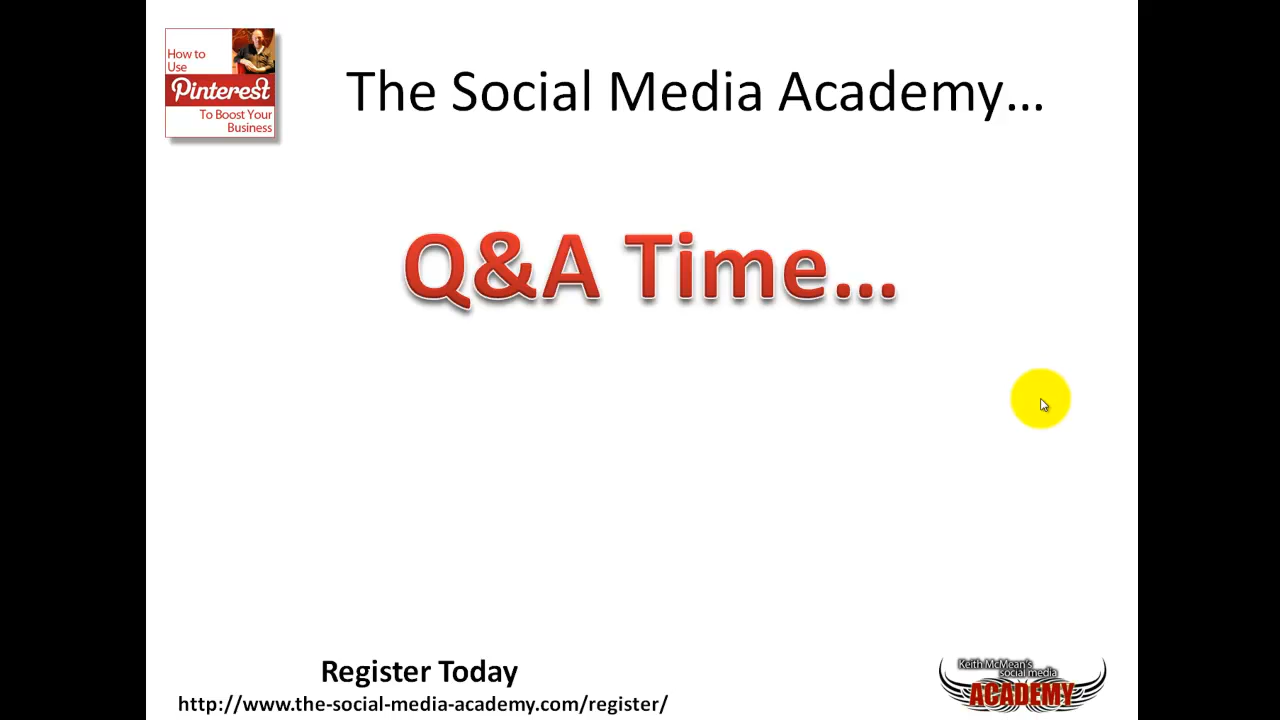 How to
Use
Pinterest
To Boost Your
Business
The Social Media Academy...
Q&A Time...
Register Today
http://www.the-social-media-academy.com/register/
Keith McMean's
social media
ACADEMY